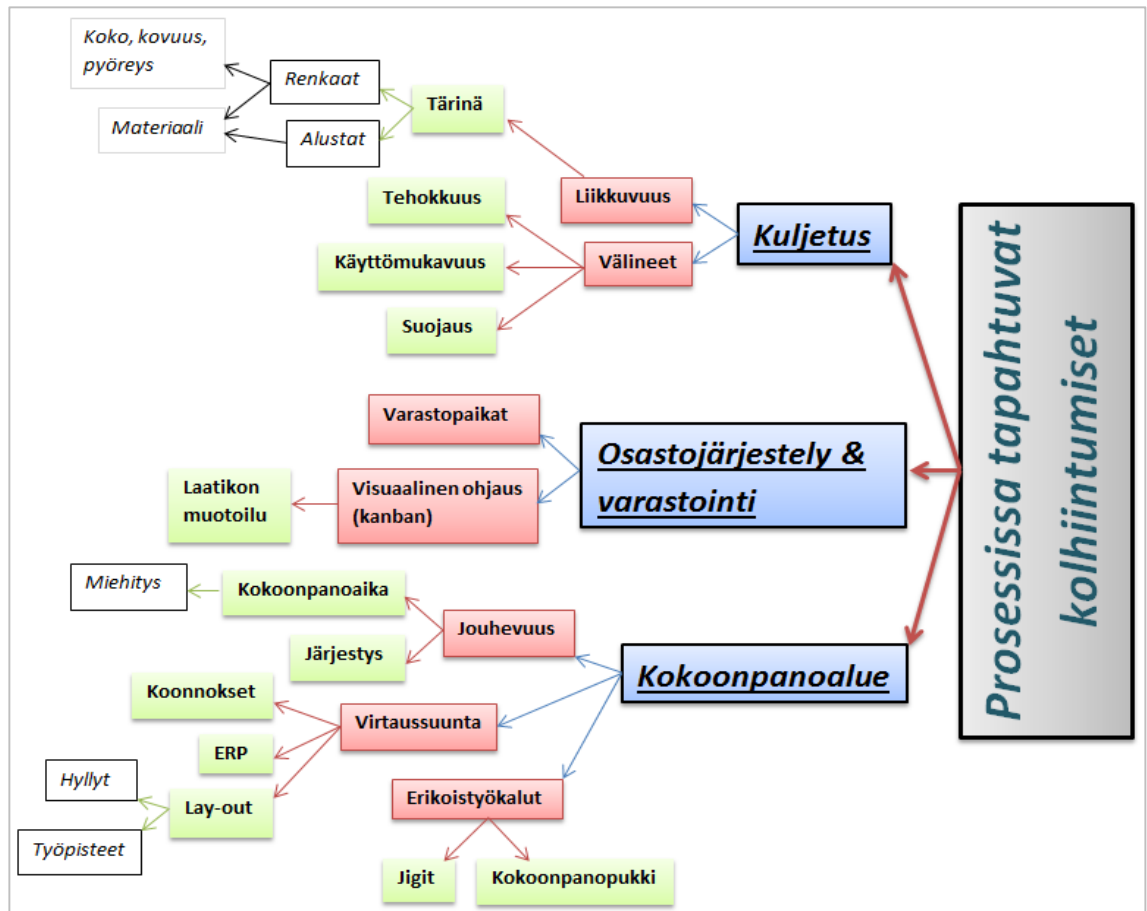 Koko, kovuus,
pyöreys
Renkaat
Materiaali
Alustat
Tärinä
Liikkuvuus
Tehokkuus
Käyttömukavuus
Välineet
Suojaus
Kuljetus
Varastopaikat
Laatikon
muotoilu
Visuaalinen ohjaus
(kanban)
Osastojärjestely &
varastointi
Miehitys
Kokoonpanoaika
Jouhevuus
Järjestys
Koonnokset
Virtaussuunta
ERP
Hyllyt
Lay-out
Työpisteet
Erikoistyökalut
Jigit
Kokoonpanopukki
Kokoonpanoalue
Prosessissa tapahtuvat
kolhiintumiset